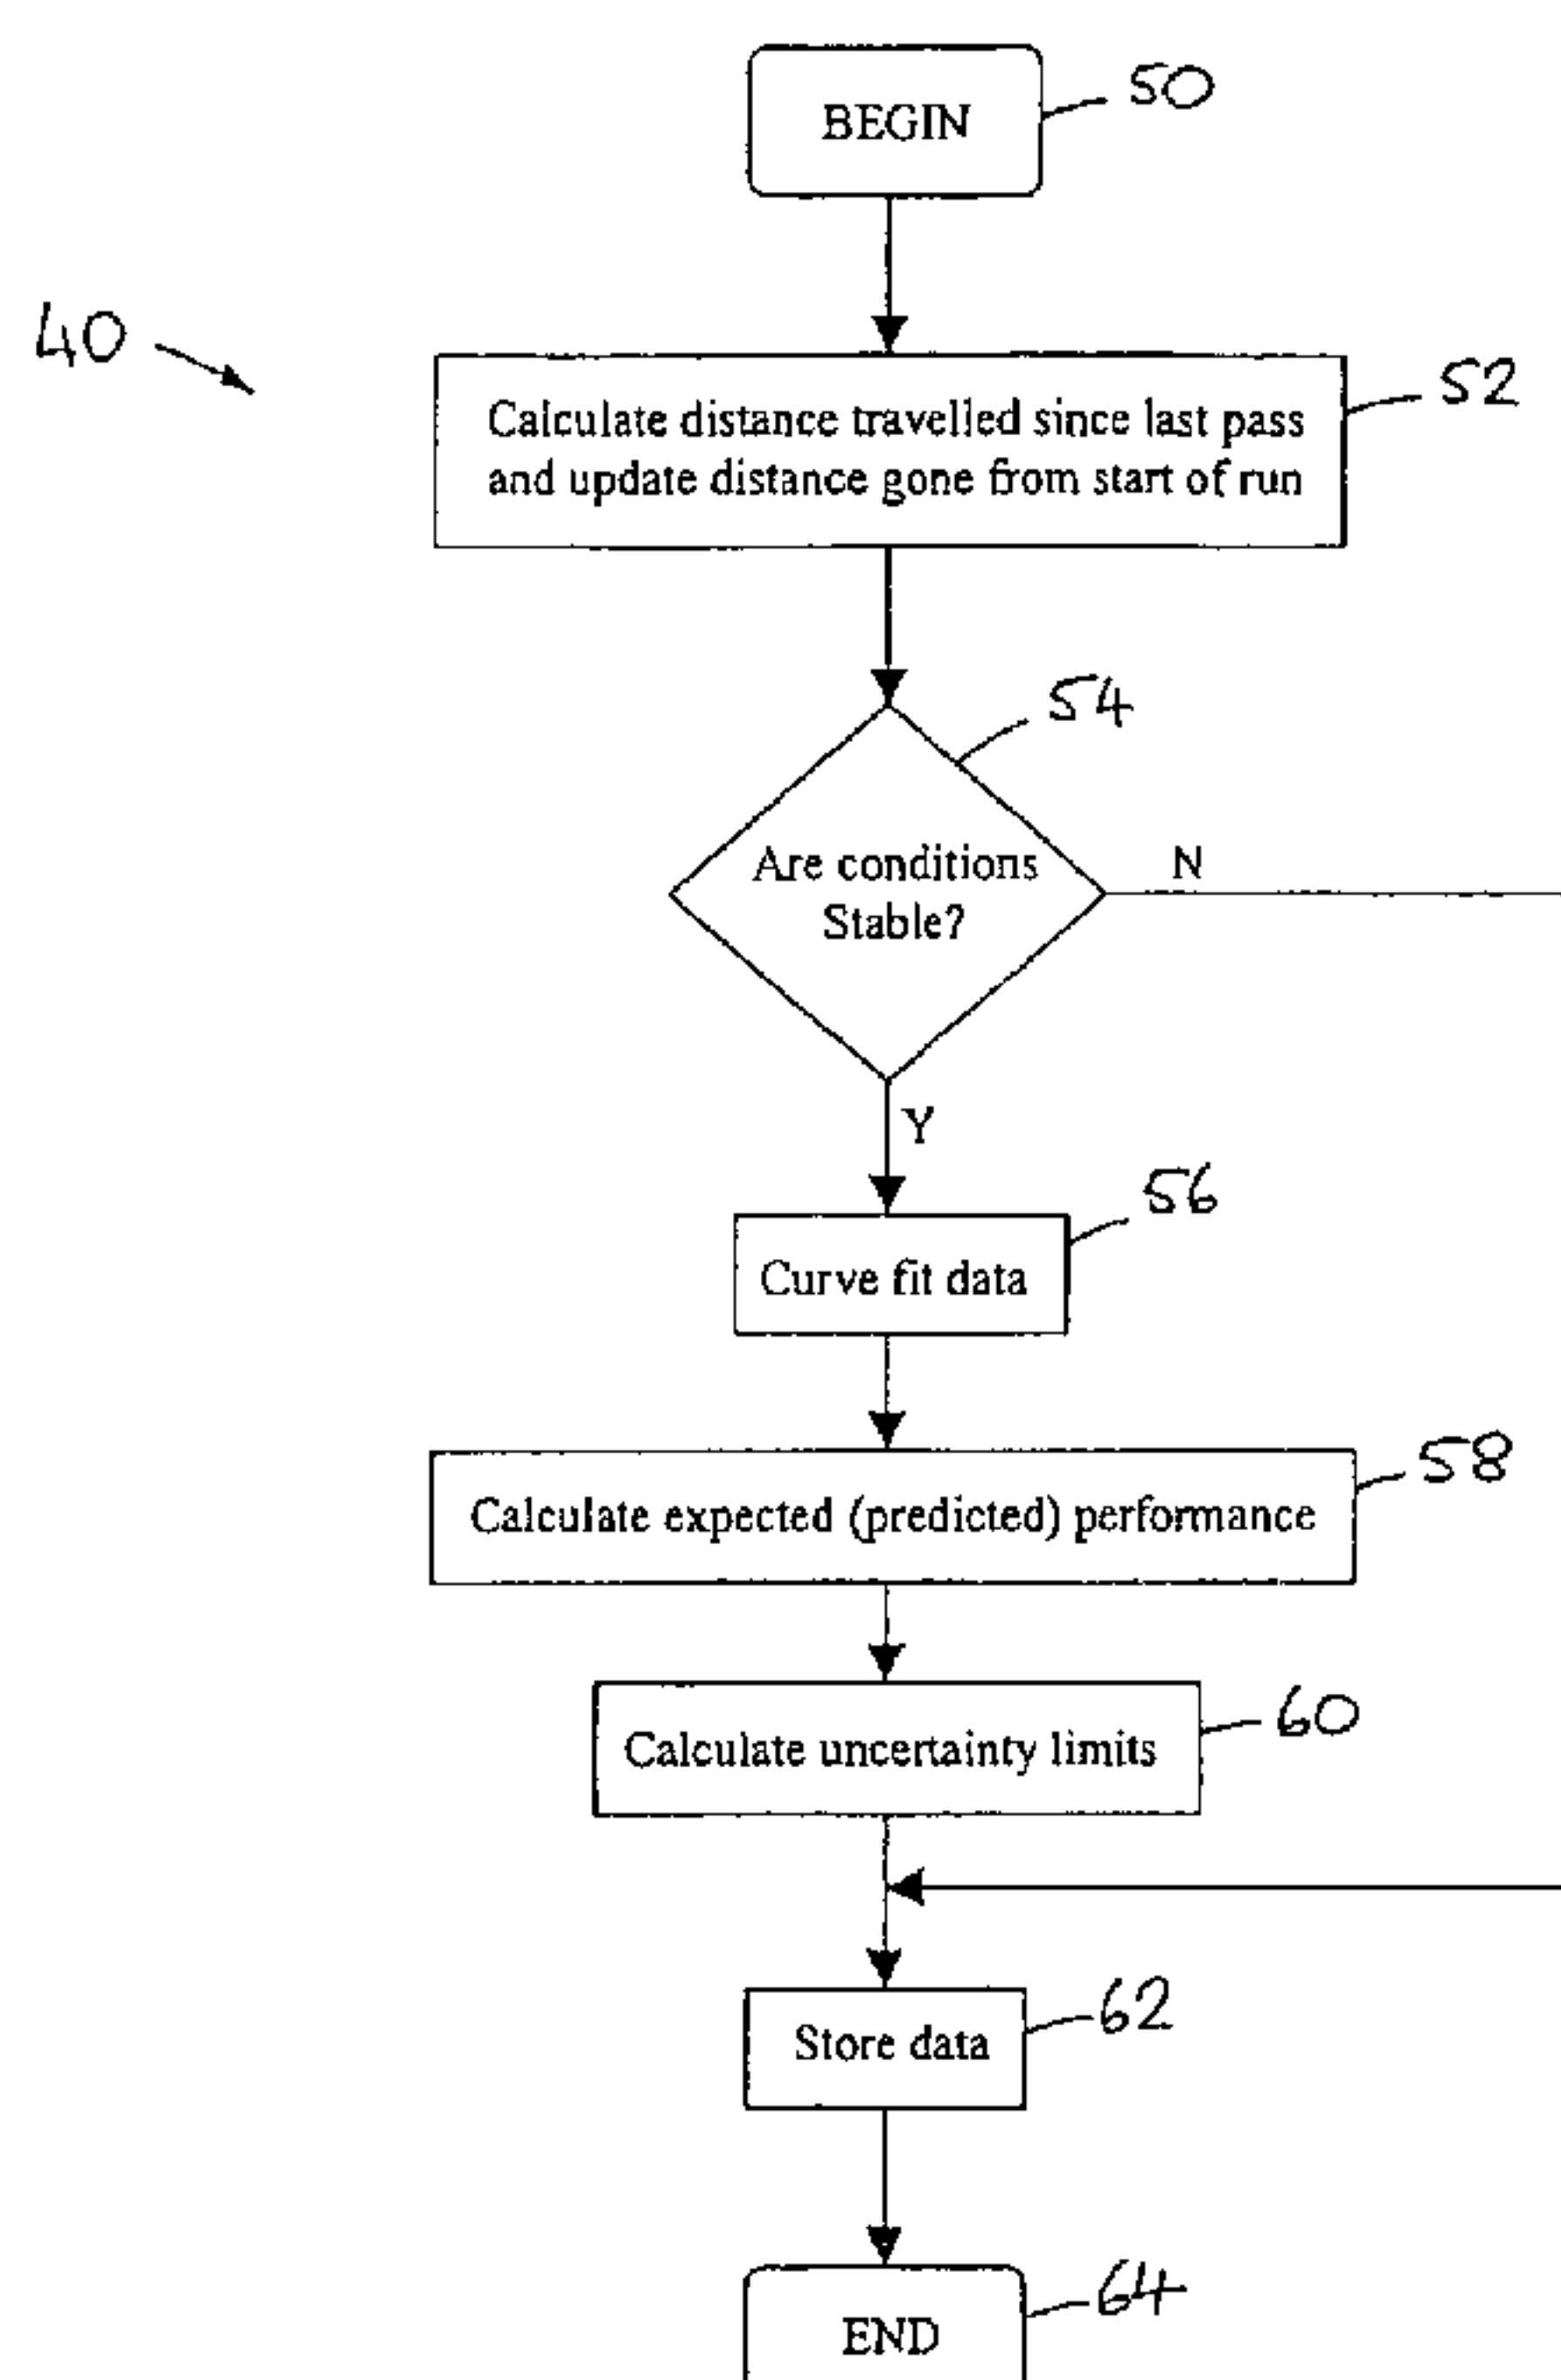 BEGIN
50
40
Calculate distance travelled since last pass
and update distance gone from start of run
52
54
Are conditions
Stable?
N
Y
56
Curve fit data
58
Calculate expected (predicted) performance
60
Calculate uncertainty limits
62
Store data
64
END